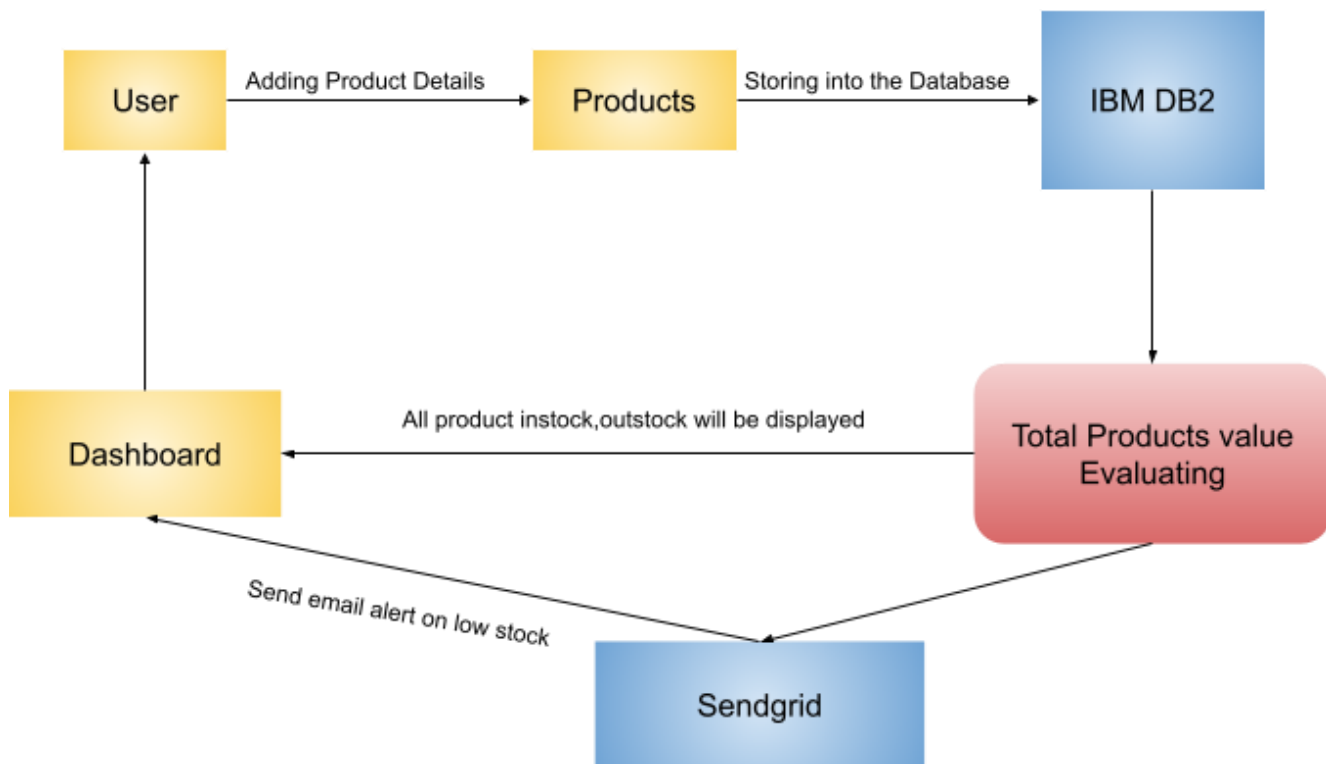 User
Adding Product Details
Products
Storing into the Database
IBM DB2
All product instock,outstock will be displayed
Dashboard
Total Products value
Evaluating
Send email alert on low stock
Sendgrid